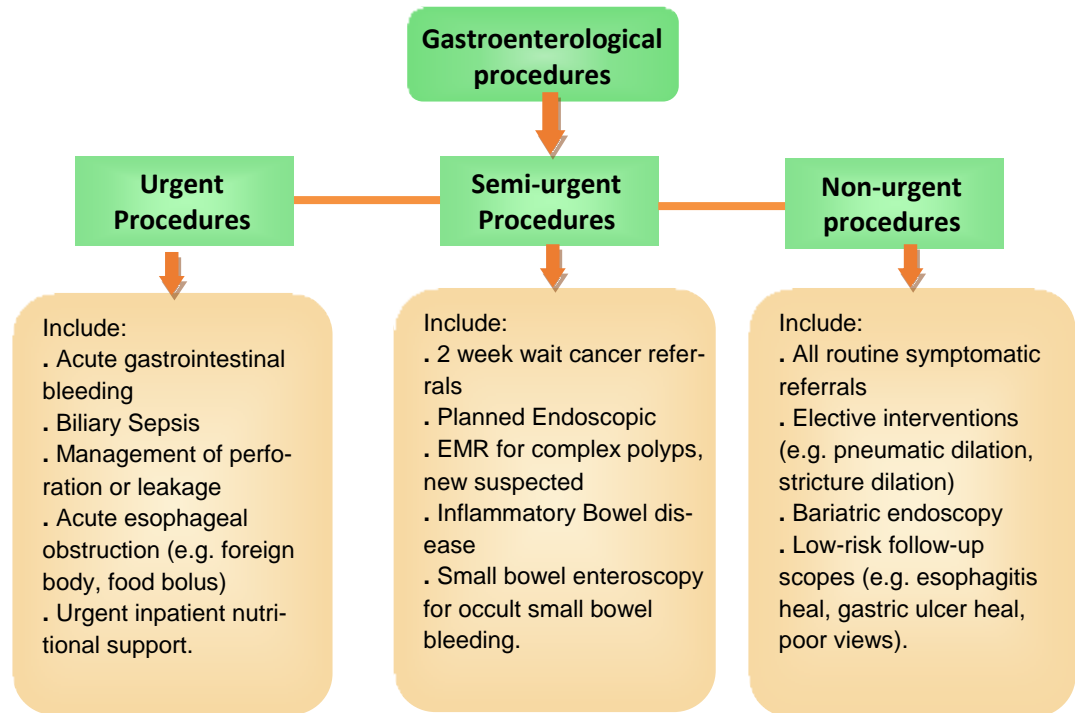 Gastroenterological
procedures
Urgent
Procedures
Semi-urgent
Procedures
Non-urgent
procedures
Include:
. Acute gastrointestinal
bleeding
. Biliary Sepsis
. Management of perfo-
ration or leakage
. Acute esophageal
obstruction (e.g. foreign
body, food bolus)
. Urgent inpatient nutri-
tional support.
Include:
. 2 week wait cancer refer-
rals
. Planned Endoscopic
. EMR for complex polyps,
new suspected
. Inflammatory Bowel dis-
ease
. Small bowel enteroscopy
for occult small bowel
bleeding.
Include:
. All routine symptomatic
referrals
. Elective interventions
(e.g. pneumatic dilation,
stricture dilation)
. Bariatric endoscopy
. Low-risk follow-up
scopes (e.g. esophagitis
heal, gastric ulcer heal,
poor views).